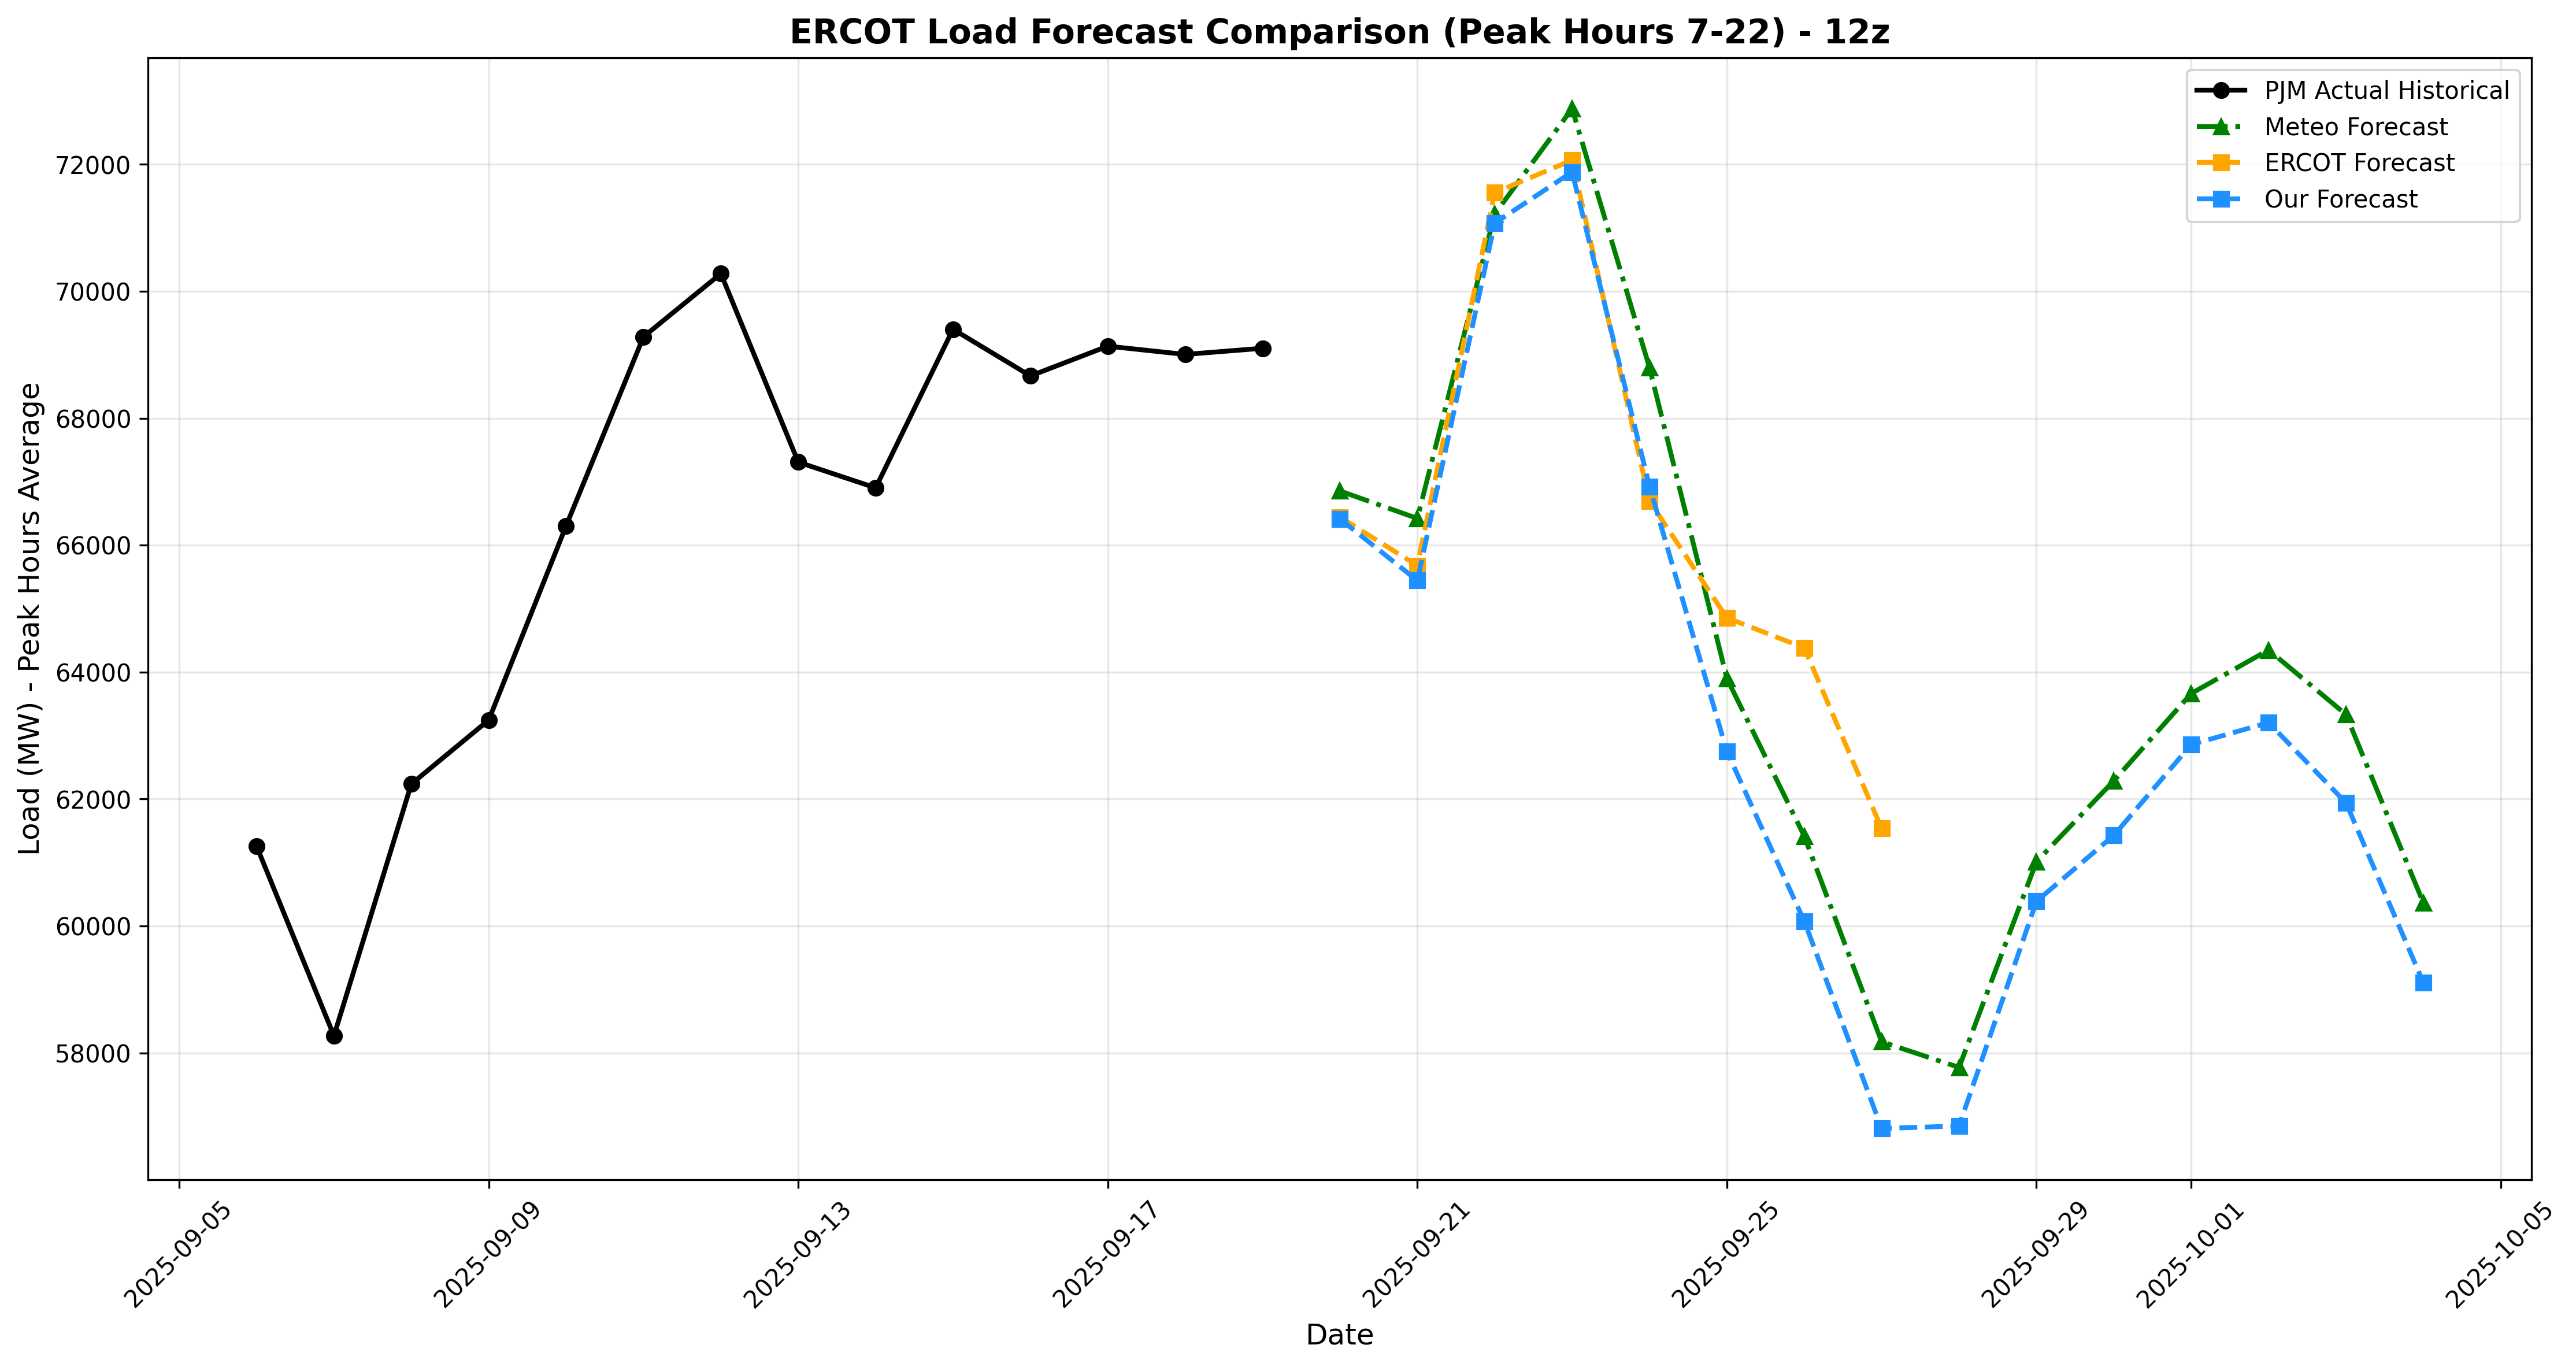 ERCOT Load Forecast Comparison (Peak Hours 7-22) - 12z
PJM Actual Historical
Meteo Forecast
ERCOT Forecast
Our Forecast
Load (MW) - Peak Hours Average
72000
70000
68000
66000
64000
62000
60000
58000
2025-09-05
2025-09-09
2025-09-13
2025-09-17
2025-09-21
2025-09-25
2025-09-29
2025-10-01
2025-10-05
Date